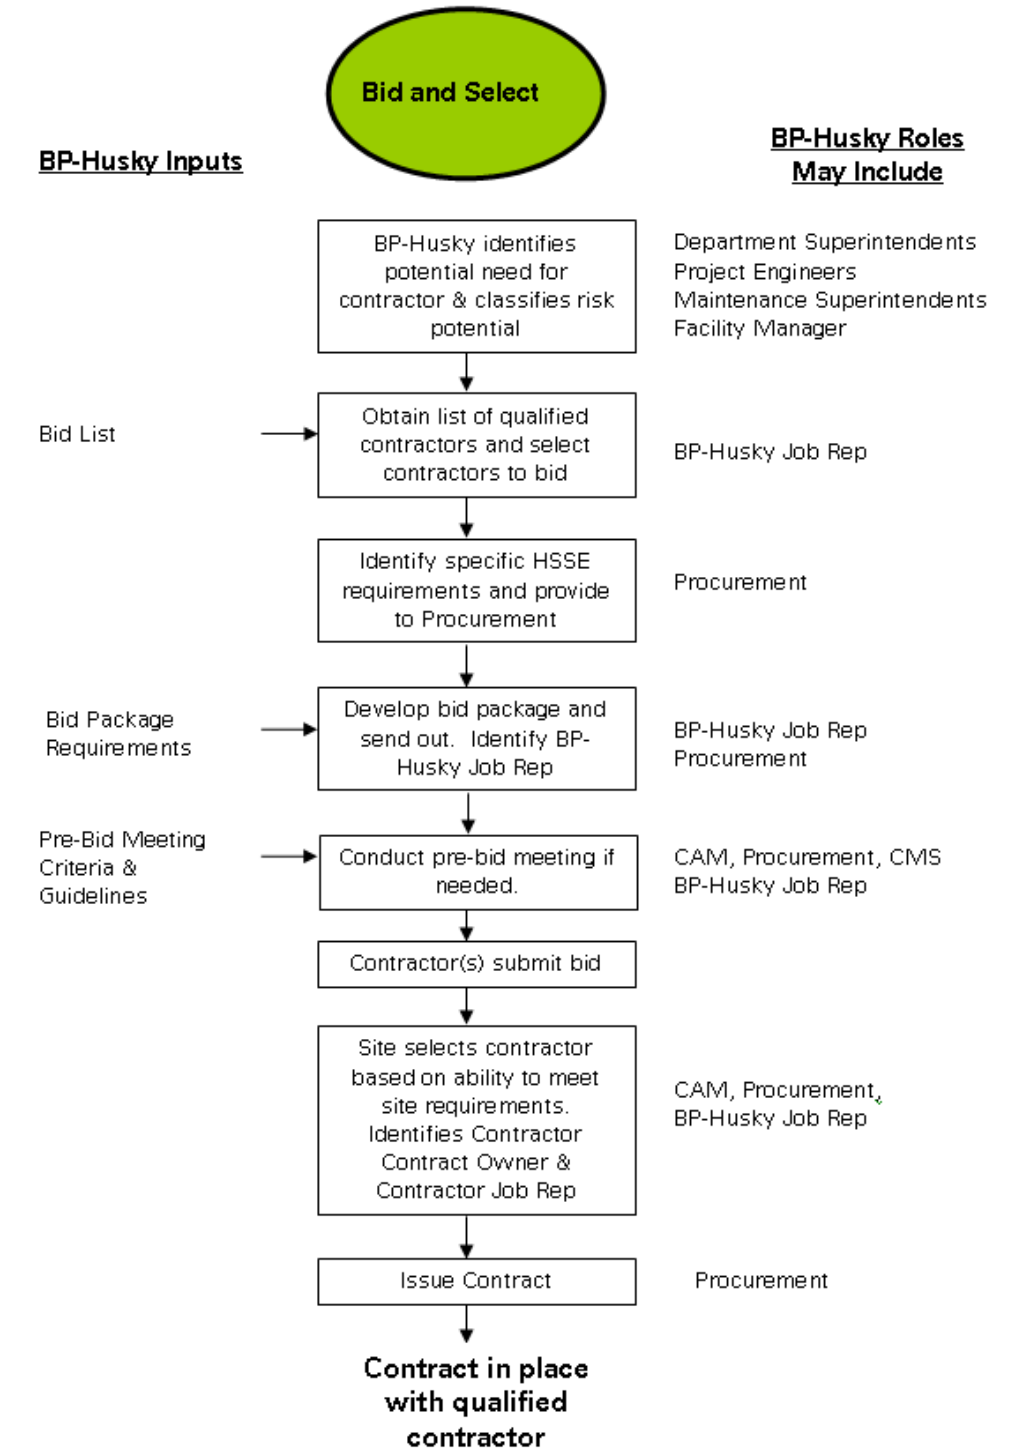 Bid and Select
BP-Husky Inputs
BP-Husky Roles
May Include
BP-Husky identifies
potential need for
contractor & classifies risk
potential
Department Superintendents
Project Engineers
Maintenance Superintendents
Facility Manager
Bid List
Obtain list of qualified
contractors and select
contractors to bid
BP-Husky Job Rep
Identify specific HSSE
requirements and provide
to Procurement
Procurement
Bid Package
Requirements
Develop bid package and
send out. Identify BP-
Husky Job Rep
BP-Husky Job Rep
Procurement
Pre-Bid Meeting
Criteria &
Guidelines
Conduct pre-bid meeting if
needed.
CAM, Procurement, CMS
BP-Husky Job Rep
Contractor(s) submit bid
Site selects contractor
based on ability to meet
site requirements.
Identifies Contractor
Contract Owner &
Contractor Job Rep
CAM, Procurement,
BP-Husky Job Rep
Issue Contract
Procurement
Contract in place
with qualified
contractor